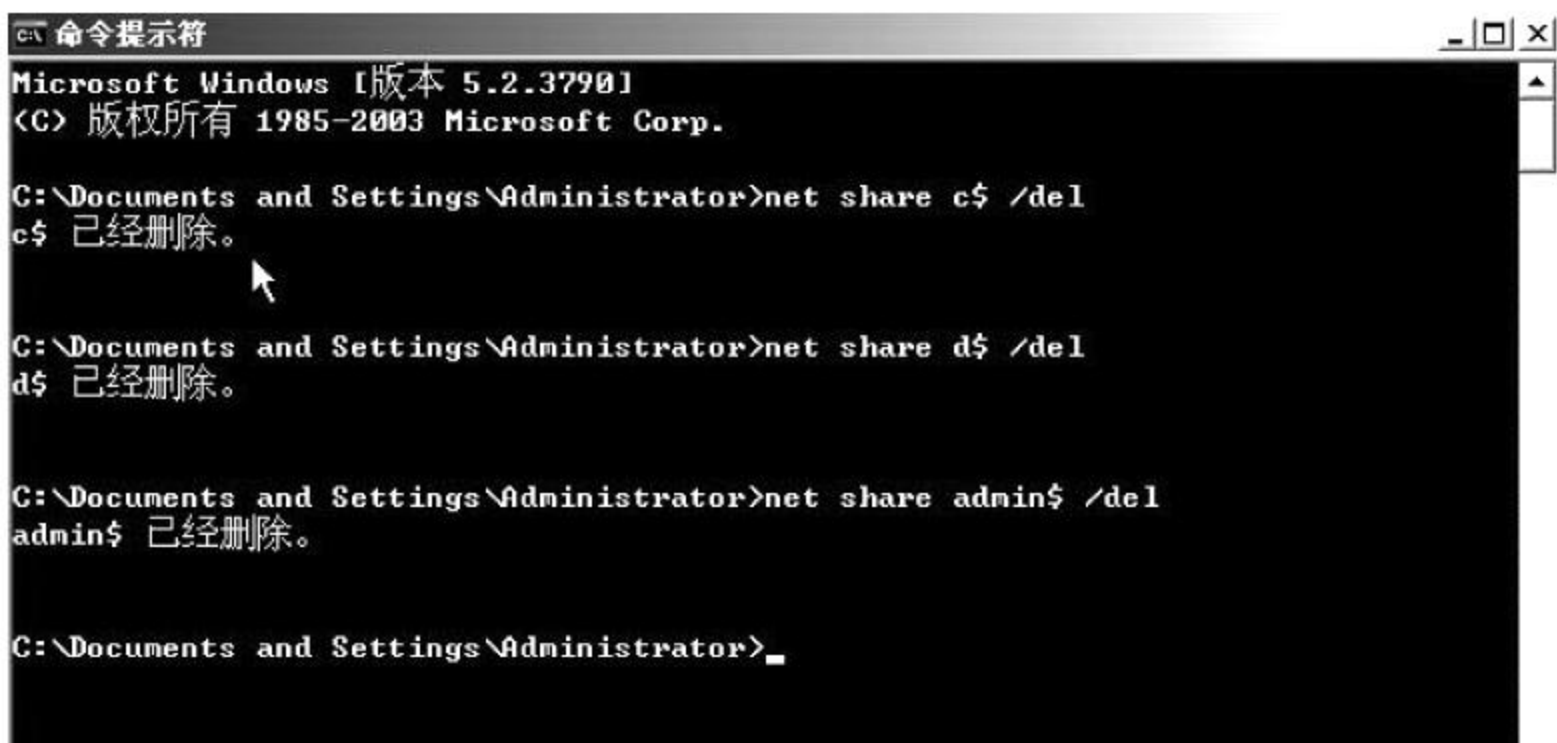 命令提示符
Microsoft Windows [版本 5.2.3790]
(C) 版权所有 1985-2003 Microsoft Corp.
C:\Documents and Settings\Administrator>net share c$ /del
c$ 已经删除。
C:\Documents and Settings\Administrator>net share d$ /del
d$ 已经删除。
C:\Documents and Settings\Administrator>net share admin$ /del
admin$ 已经删除。
C:\Documents and Settings\Administrator>